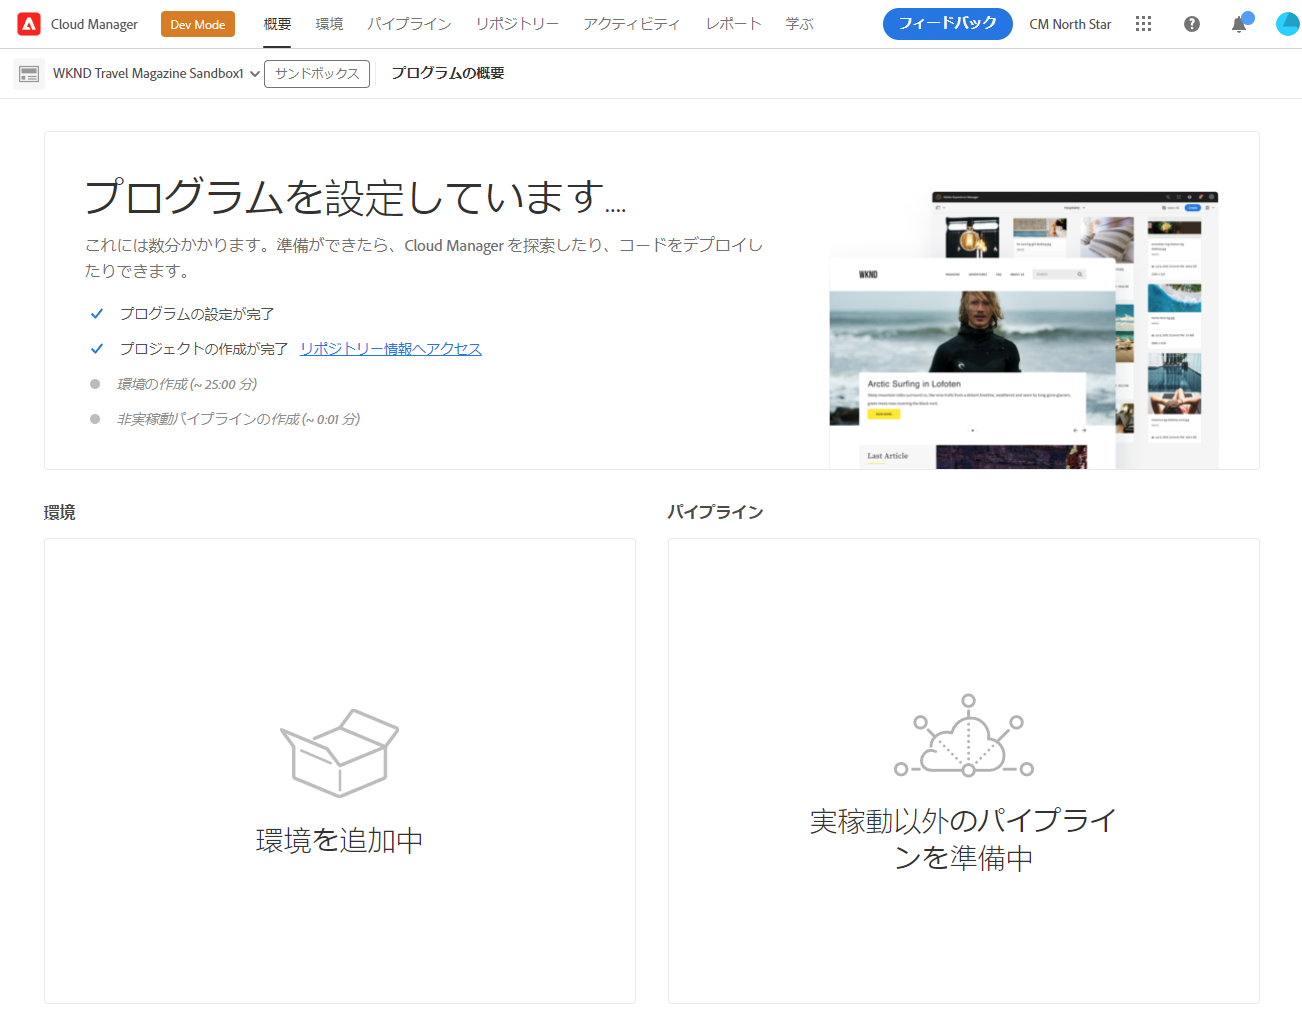 Cloud Manager
Dev Mode
概要
環境
パイプライン
リポジトリー
アクティビティ
レポート
学ぶ
フィードバック
CM North Star
WKND Travel Magazine Sandbox1
サンドボックス
プログラムの概要
プログラムを設定しています....
これには数分かかります。準備ができたら、Cloud Manager を探索したり、コードをデプロイし
たりできます。
プログラムの設定が完了
プロジェクトの作成が完了 リポジトリー情報へアクセス
環境の作成 (~ 25:00 分)
非実稼動パイプラインの作成 (~ 0:01 分)
WKND
Arctic Surfing in Lofoten
Last Article
環境
パイプライン
環境を追加中
実稼動以外のパイプライ
ンを準備中